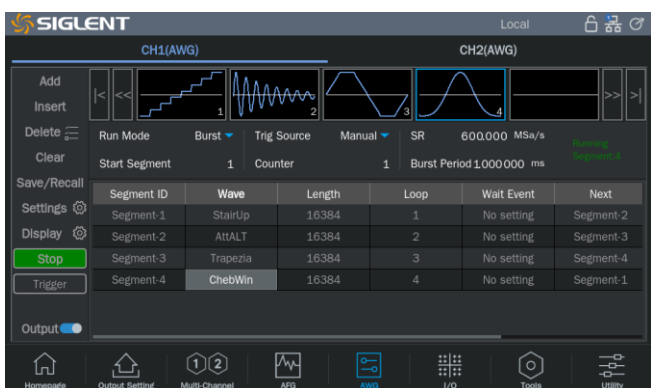 SIGLENT Local
CH1(AWG) CH2(AWG)
Add
Insert
Delete
Clear
Save/Recall
Settings
Display
Stop
Trigger
Output
|< << 1 2 3 4 >> >|
Run Mode Burst Trig Source Manual SR 600.000 MSa/s
Start Segment 1 Counter 1 Burst Period 1.000000 ms
Running
Segment:4
Segment ID Wave Length Loop Wait Event Next
Segment-1 StairUp 16384 1 No setting Segment-2
Segment-2 AttALT 16384 2 No setting Segment-3
Segment-3 Trapezia 16384 3 No setting Segment-4
Segment-4 ChebWin 16384 4 No setting Segment-1
1 2
Homepage Output Setting Multi-Channel AFG AWG I/O Tools Utility